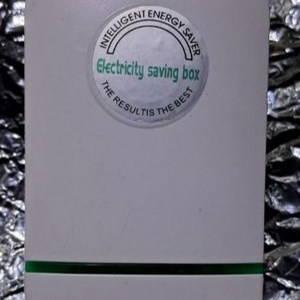 INTELLIGENT ENERGY SAVER
Electricity saving box
THE RESULTIS THE BEST